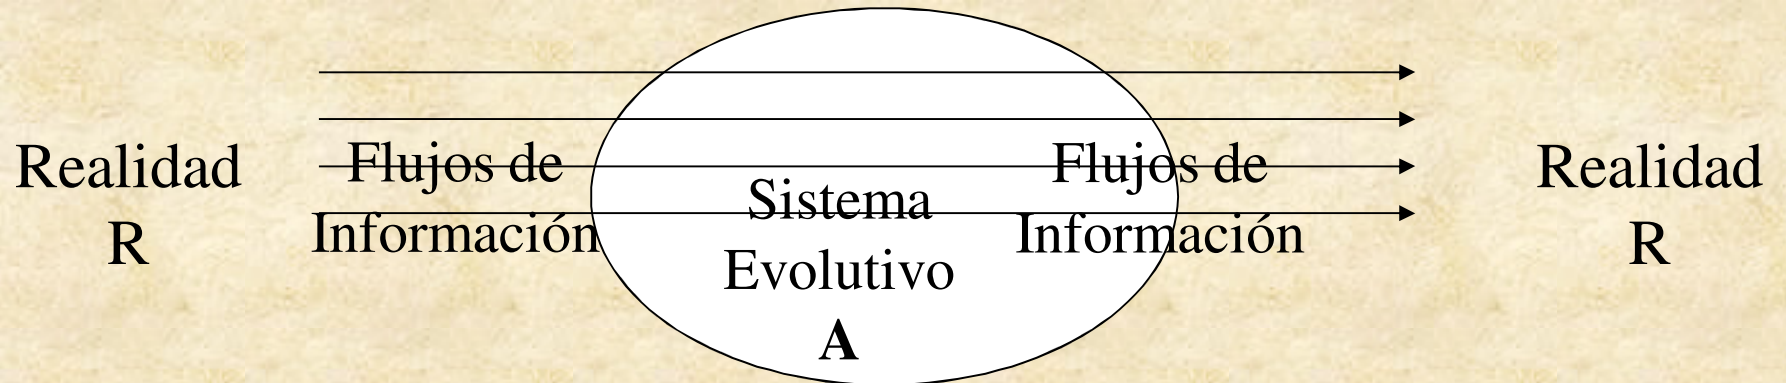 Realidad
R
Flujos de
Información
Sistema
Evolutivo
A
Flujos de
Información
Realidad
R